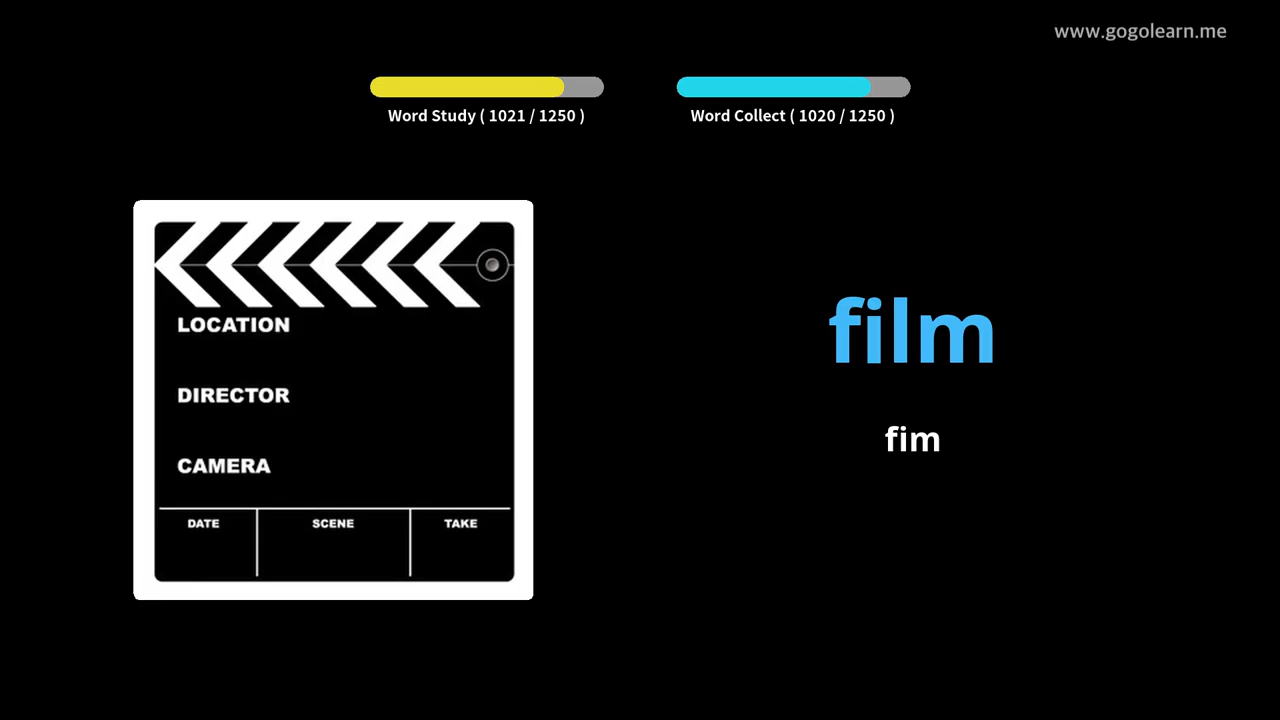 www.gogolearn.me
Word Study ( 1021 / 1250 )
Word Collect ( 1020 / 1250 )
LOCATION
DIRECTOR
CAMERA
DATE
SCENE
TAKE
film
fim